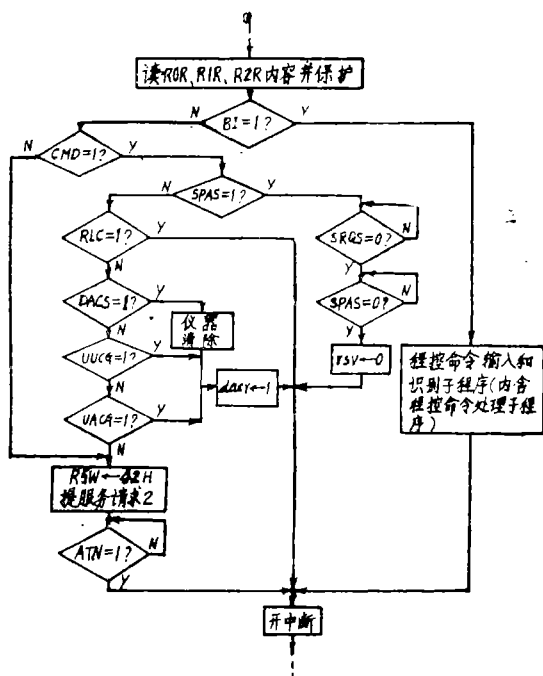 读R0R、R1R、R2R内容并保护
N
BI=1?
Y
N
CMD=1?
Y
N
SPAS=1?
Y
RLC=1?
Y
N
SRQS=0?
N
Y
DACS=1?
Y
N
SPAS=0?
N
Y
仪器
清除
UUCG=1?
Y
N
rsv←0
dacr←1
程控命令输入和
识别子程序(内含
程控命令处理子程
序)
UACG=1?
Y
N
R5W←42H
提服务请求2
ATN=1?
N
Y
开中断